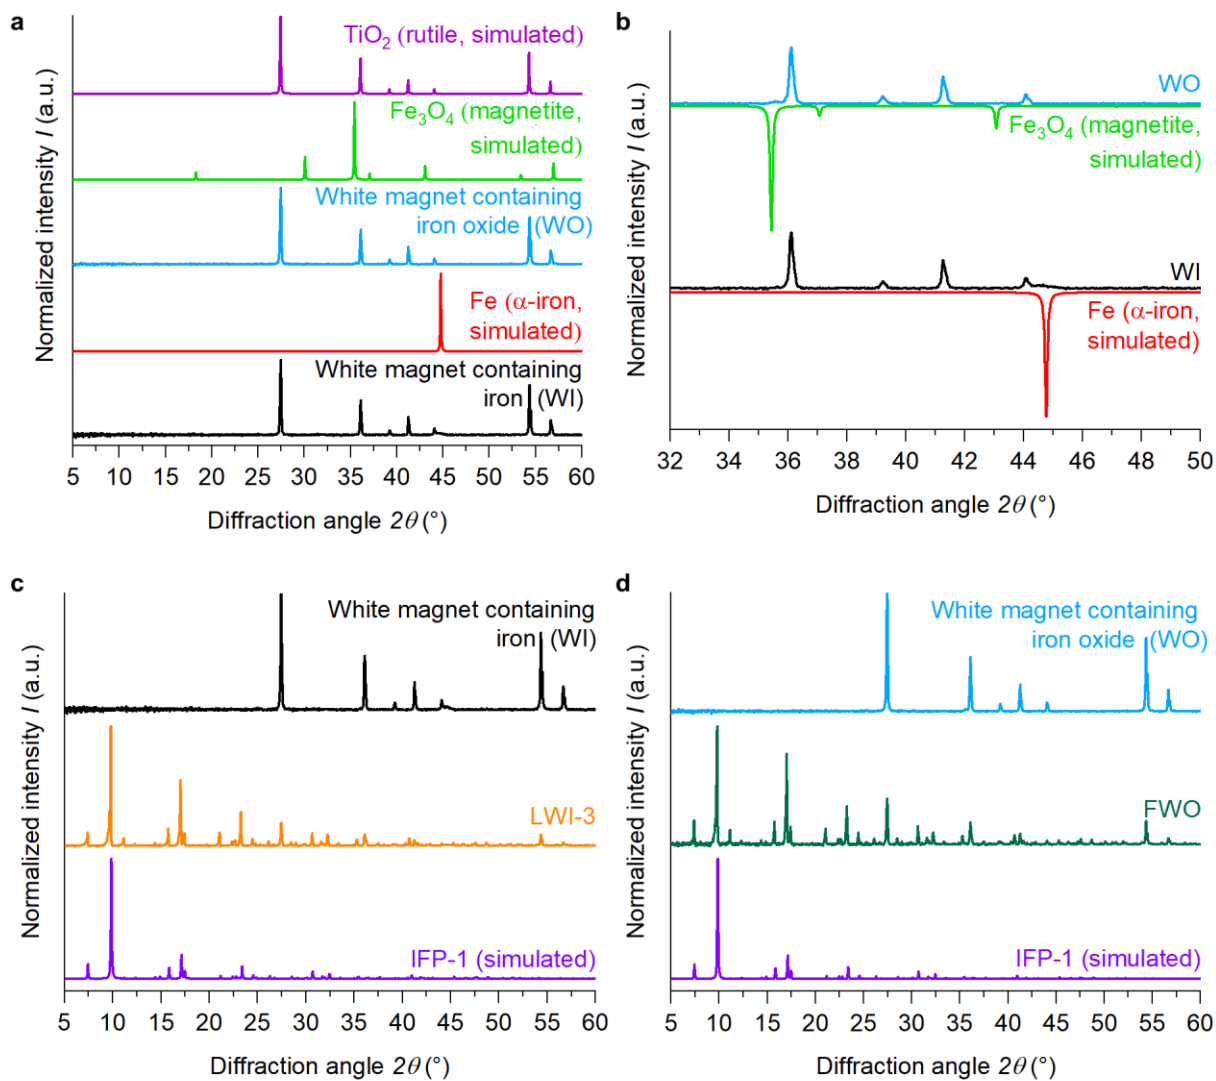 a
TiO2 (rutile, simulated)
Fe3O4 (magnetite,
simulated)
White magnet containing
iron oxide (WO)
Fe (α-iron,
simulated)
White magnet containing
iron (WI)
Normalized intensity I (a.u.)
5 10 15 20 25 30 35 40 45 50 55 60
Diffraction angle 2θ (°)
b
WO
Fe3O4 (magnetite,
simulated)
WI
Fe (α-iron,
simulated)
Normalized intensity I (a.u.)
32 34 36 38 40 42 44 46 48 50
Diffraction angle 2θ (°)
c
White magnet containing
iron (WI)
LWI-3
IFP-1 (simulated)
Normalized intensity I (a.u.)
5 10 15 20 25 30 35 40 45 50 55 60
Diffraction angle 2θ (°)
d
White magnet containing
iron oxide (WO)
FWO
IFP-1 (simulated)
Normalized intensity I (a.u.)
5 10 15 20 25 30 35 40 45 50 55 60
Diffraction angle 2θ (°)